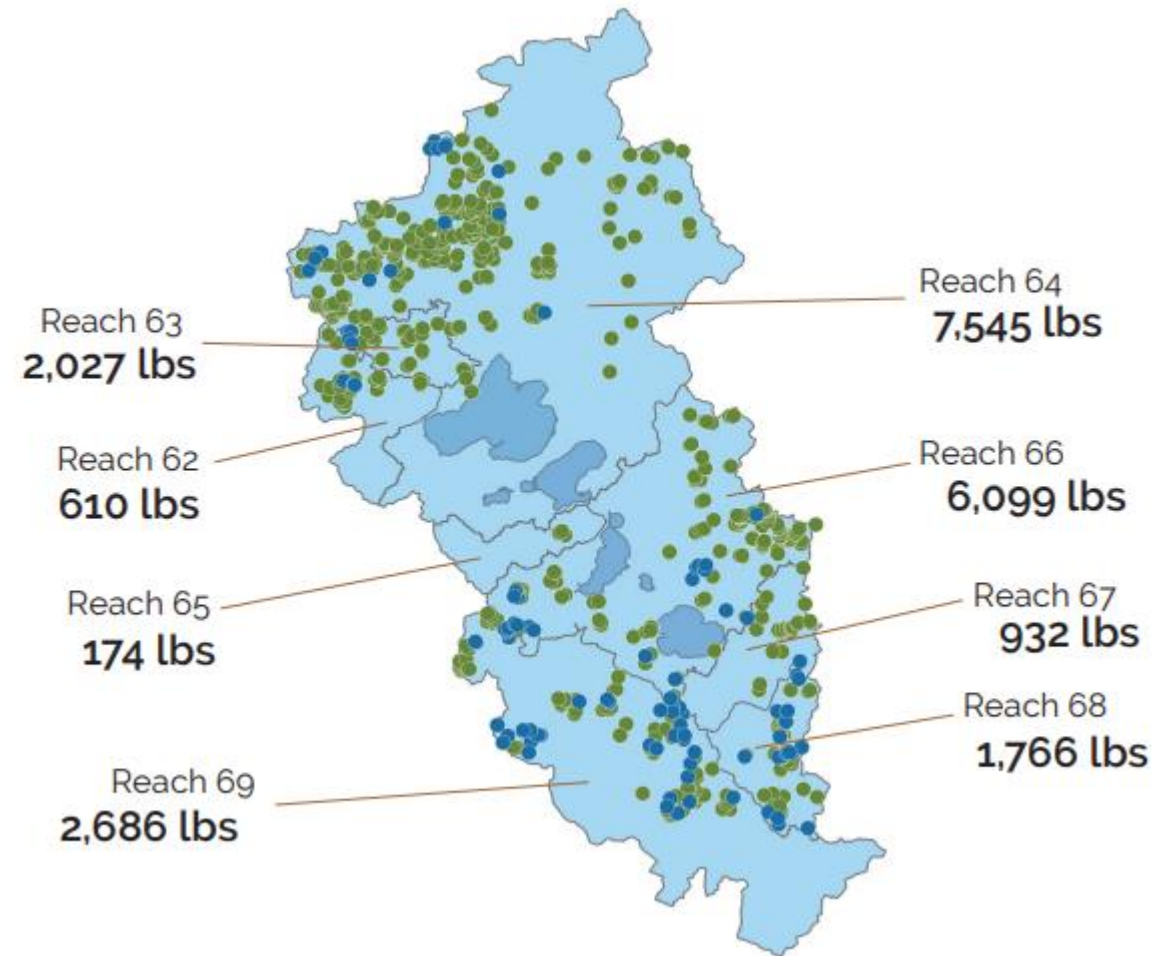 Reach 63
2,027 lbs
Reach 62
610 lbs
Reach 65
174 lbs
Reach 69
2,686 lbs
Reach 64
7,545 lbs
Reach 66
6,099 lbs
Reach 67
932 lbs
Reach 68
1,766 lbs